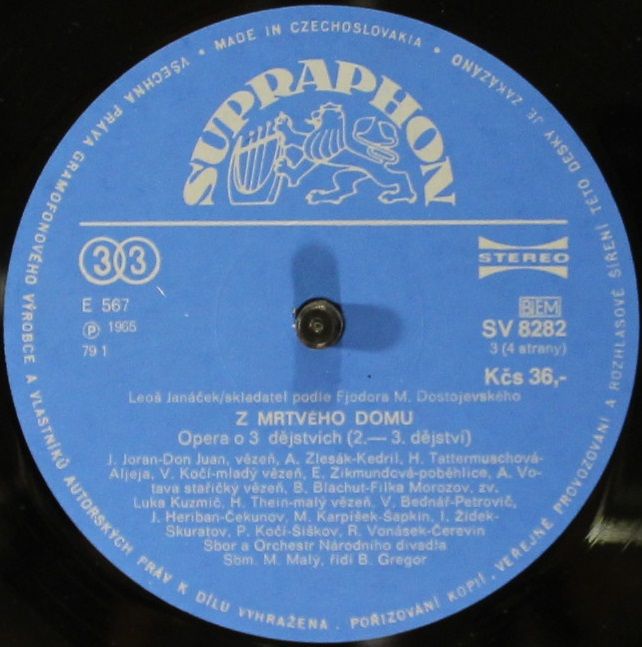 MADE IN CZECHOSLOVAKIA
VŠECHNA PRÁVA GRAMOFONOVÉHO VÝROBCE A VLASTNÍKŮ AUTORSKÝCH PRÁV K DÍLU VYHRAŽENA . POŘIZOVÁNÍ KOPIÍ, VEŘEJNÉ PROVOZOVÁNÍ A ROZHLASOVÉ ŠÍŘENÍ TÉTO DESKY JE ZAKÁZÁNO
SUPRAPHON
33
STEREO
E 567
BIEM
Ⓟ 1965
SV 8282
79 1
3 (4 strany)
Kčs 36,-
Leoš Janáček/skladatel podle Fjodora M. Dostojevského
Z MRTVÉHO DOMU
Opera o 3 dějstvích (2.— 3. dějství)
J. Joran-Don Juan, vězeň, A. Zlesák-Kedril, H. Tattermuschová-
Aljeja, V. Kočí-mladý vězeň, E. Zikmundová-poběhlice, A. Vo-
tava stařičký vězeň, B. Blachut-Filka Morozov, zv.
Luka Kuzmič, H. Thein-malý vězeň, V. Bednář-Petrovič,
J. Heriban-Čekunov, M. Karpíšek-Šapkin, I. Židek-
Skuratov, P. Kočí-Šiškov, R. Vonásek-Čerevin
Sbor a Orchestr Národního divadla
Sbm. M. Malý, řídí B. Gregor